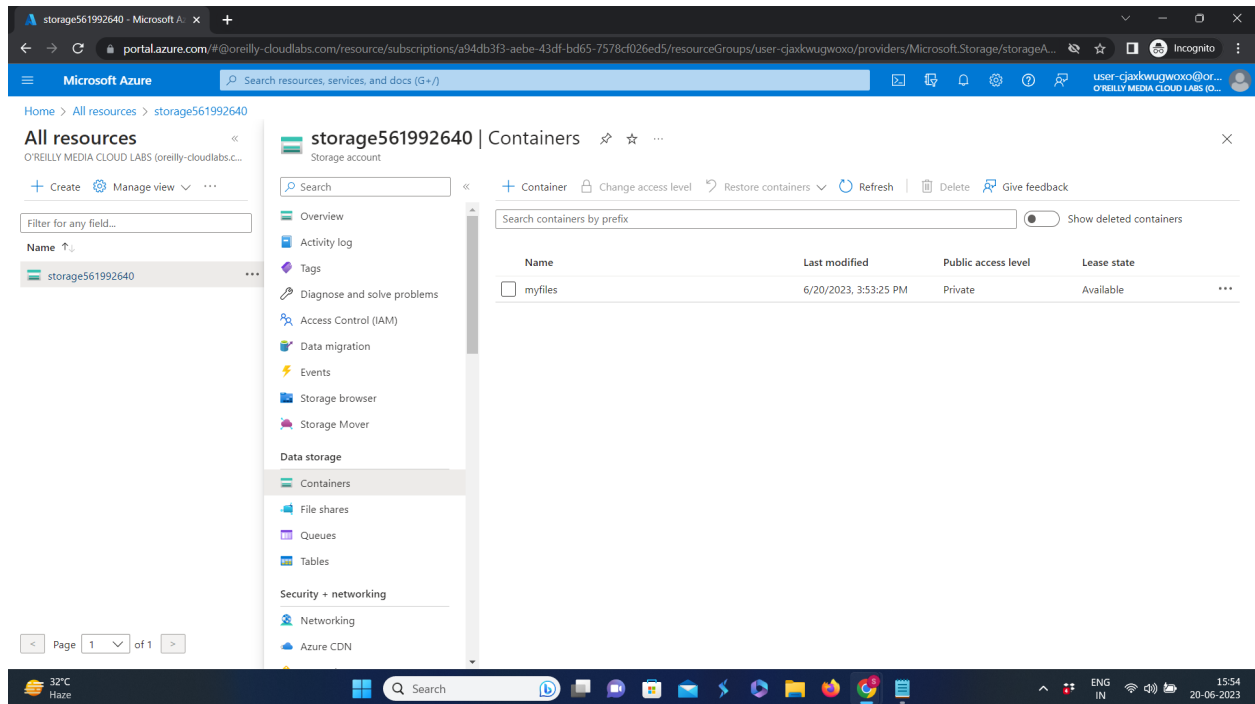 storage561992640 - Microsoft A
portal.azure.com/#@oreilly-cloudlabs.com/resource/subscriptions/a94db3f3-aebe-43df-bd65-7578cf026ed5/resourceGroups/user-cjaxkwugwoxo/providers/Microsoft.Storage/storageA...
Incognito
Microsoft Azure
Search resources, services, and docs (G+/)
user-cjaxkwugwoxo@or...
O'REILLY MEDIA CLOUD LABS (O...
Home > All resources > storage561992640
All resources
O'REILLY MEDIA CLOUD LABS (oreilly-cloudlabs.c...
Create Manage view ...
Filter for any field...
Name
storage561992640 ...
Page 1 of 1
storage561992640 | Containers ...
Storage account
Search
Overview
Activity log
Tags
Diagnose and solve problems
Access Control (IAM)
Data migration
Events
Storage browser
Storage Mover
Data storage
Containers
File shares
Queues
Tables
Security + networking
Networking
Azure CDN
Container Change access level Restore containers Refresh Delete Give feedback
Search containers by prefix
Show deleted containers
Name Last modified Public access level Lease state
myfiles 6/20/2023, 3:53:25 PM Private Available ...
32°C
Haze
Search
ENG
IN
15:54
20-06-2023